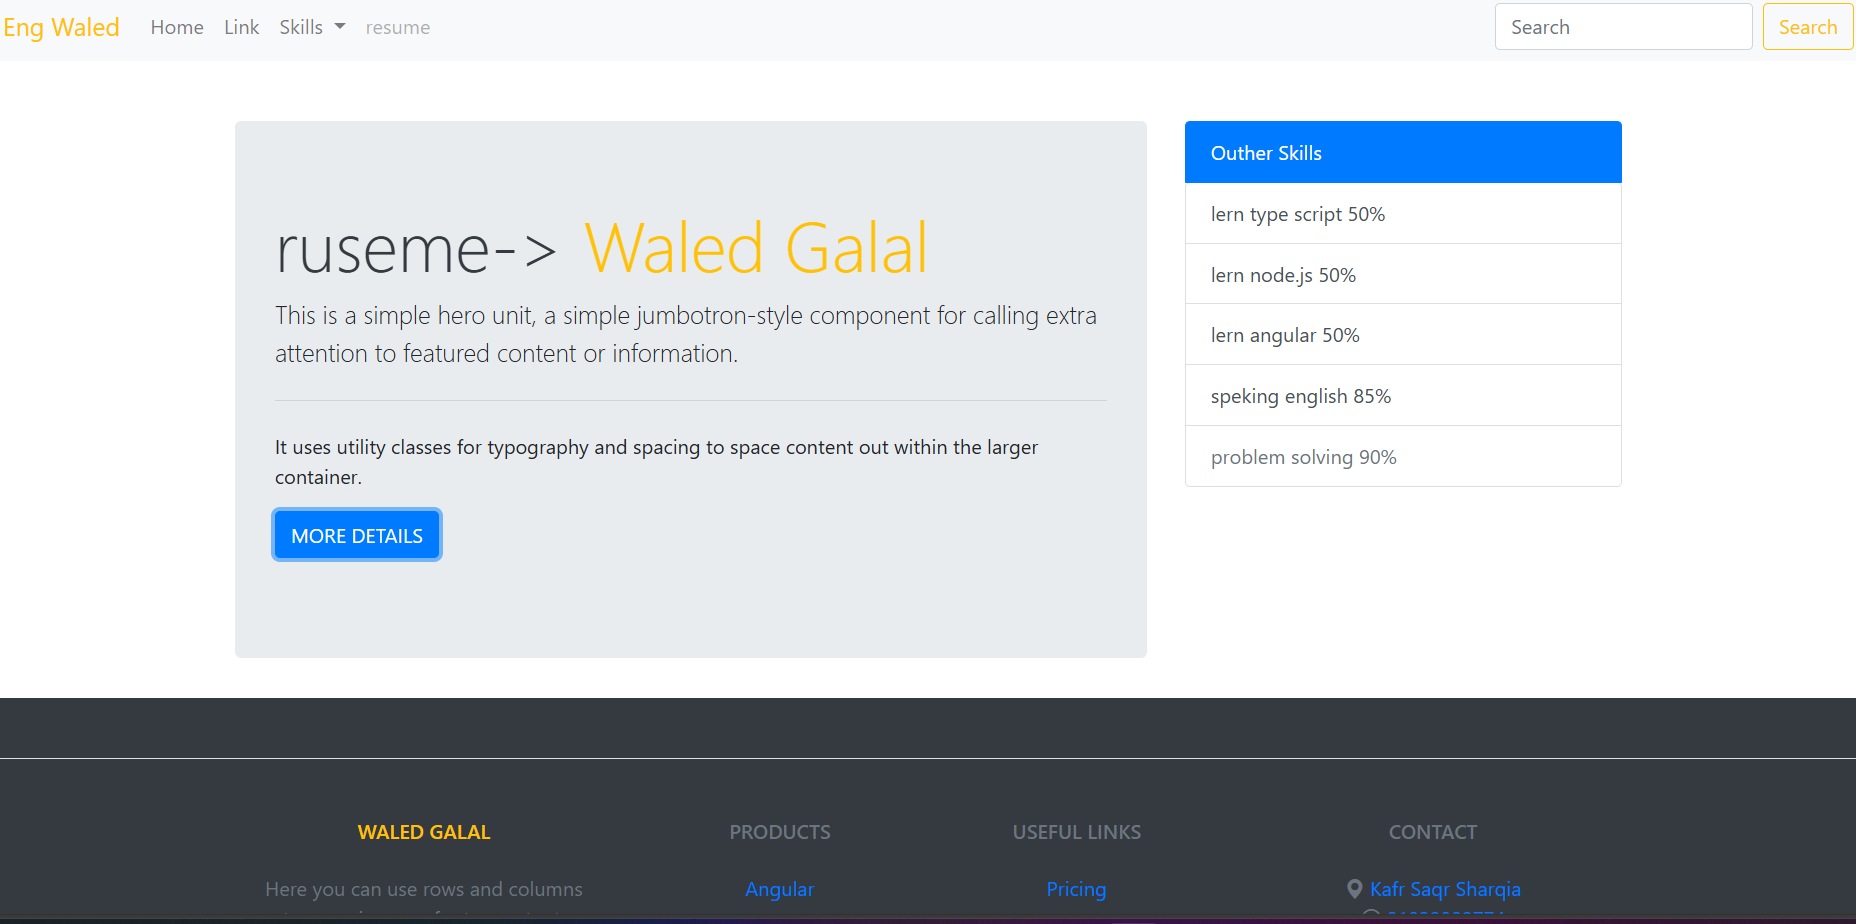 Eng Waled Home Link Skills resume Search Search
ruseme-> Waled Galal
This is a simple hero unit, a simple jumbotron-style component for calling extra
attention to featured content or information.
It uses utility classes for typography and spacing to space content out within the larger
container.
MORE DETAILS
Outher Skills
lern type script 50%
lern node.js 50%
lern angular 50%
speking english 85%
problem solving 90%
WALED GALAL
Here you can use rows and columns
PRODUCTS
Angular
USEFUL LINKS
Pricing
CONTACT
Kafr Saqr Sharqia